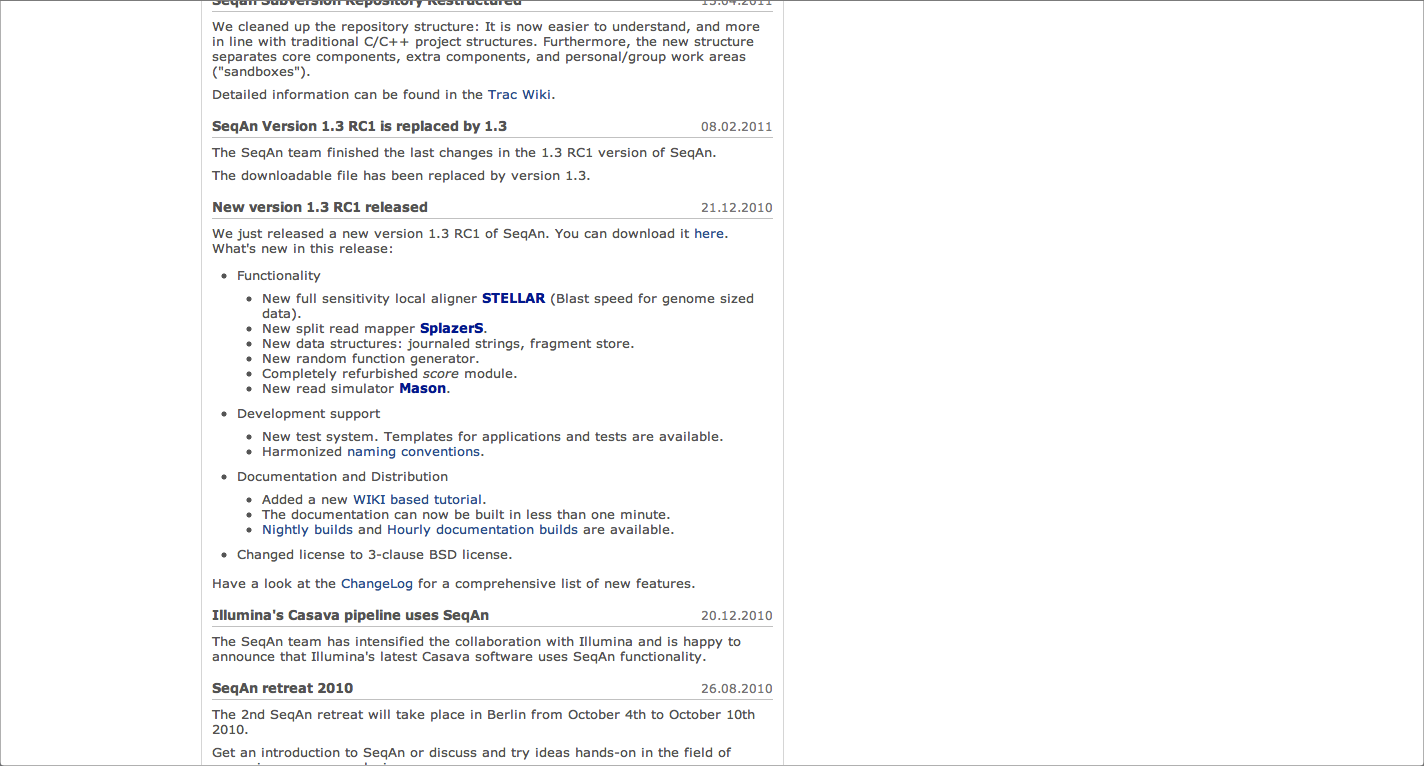 SeqAn Subversion Repository Restructured 13.04.2011
We cleaned up the repository structure: It is now easier to understand, and more
in line with traditional C/C++ project structures. Furthermore, the new structure
separates core components, extra components, and personal/group work areas
("sandboxes").
Detailed information can be found in the Trac Wiki.
SeqAn Version 1.3 RC1 is replaced by 1.3 08.02.2011
The SeqAn team finished the last changes in the 1.3 RC1 version of SeqAn.
The downloadable file has been replaced by version 1.3.
New version 1.3 RC1 released 21.12.2010
We just released a new version 1.3 RC1 of SeqAn. You can download it here.
What's new in this release:
• Functionality
• New full sensitivity local aligner STELLAR (Blast speed for genome sized
data).
• New split read mapper SplazerS.
• New data structures: journaled strings, fragment store.
• New random function generator.
• Completely refurbished score module.
• New read simulator Mason.
• Development support
• New test system. Templates for applications and tests are available.
• Harmonized naming conventions.
• Documentation and Distribution
• Added a new WIKI based tutorial.
• The documentation can now be built in less than one minute.
• Nightly builds and Hourly documentation builds are available.
• Changed license to 3-clause BSD license.
Have a look at the ChangeLog for a comprehensive list of new features.
Illumina's Casava pipeline uses SeqAn 20.12.2010
The SeqAn team has intensified the collaboration with Illumina and is happy to
announce that Illumina's latest Casava software uses SeqAn functionality.
SeqAn retreat 2010 26.08.2010
The 2nd SeqAn retreat will take place in Berlin from October 4th to October 10th
2010.
Get an introduction to SeqAn or discuss and try ideas hands-on in the field of